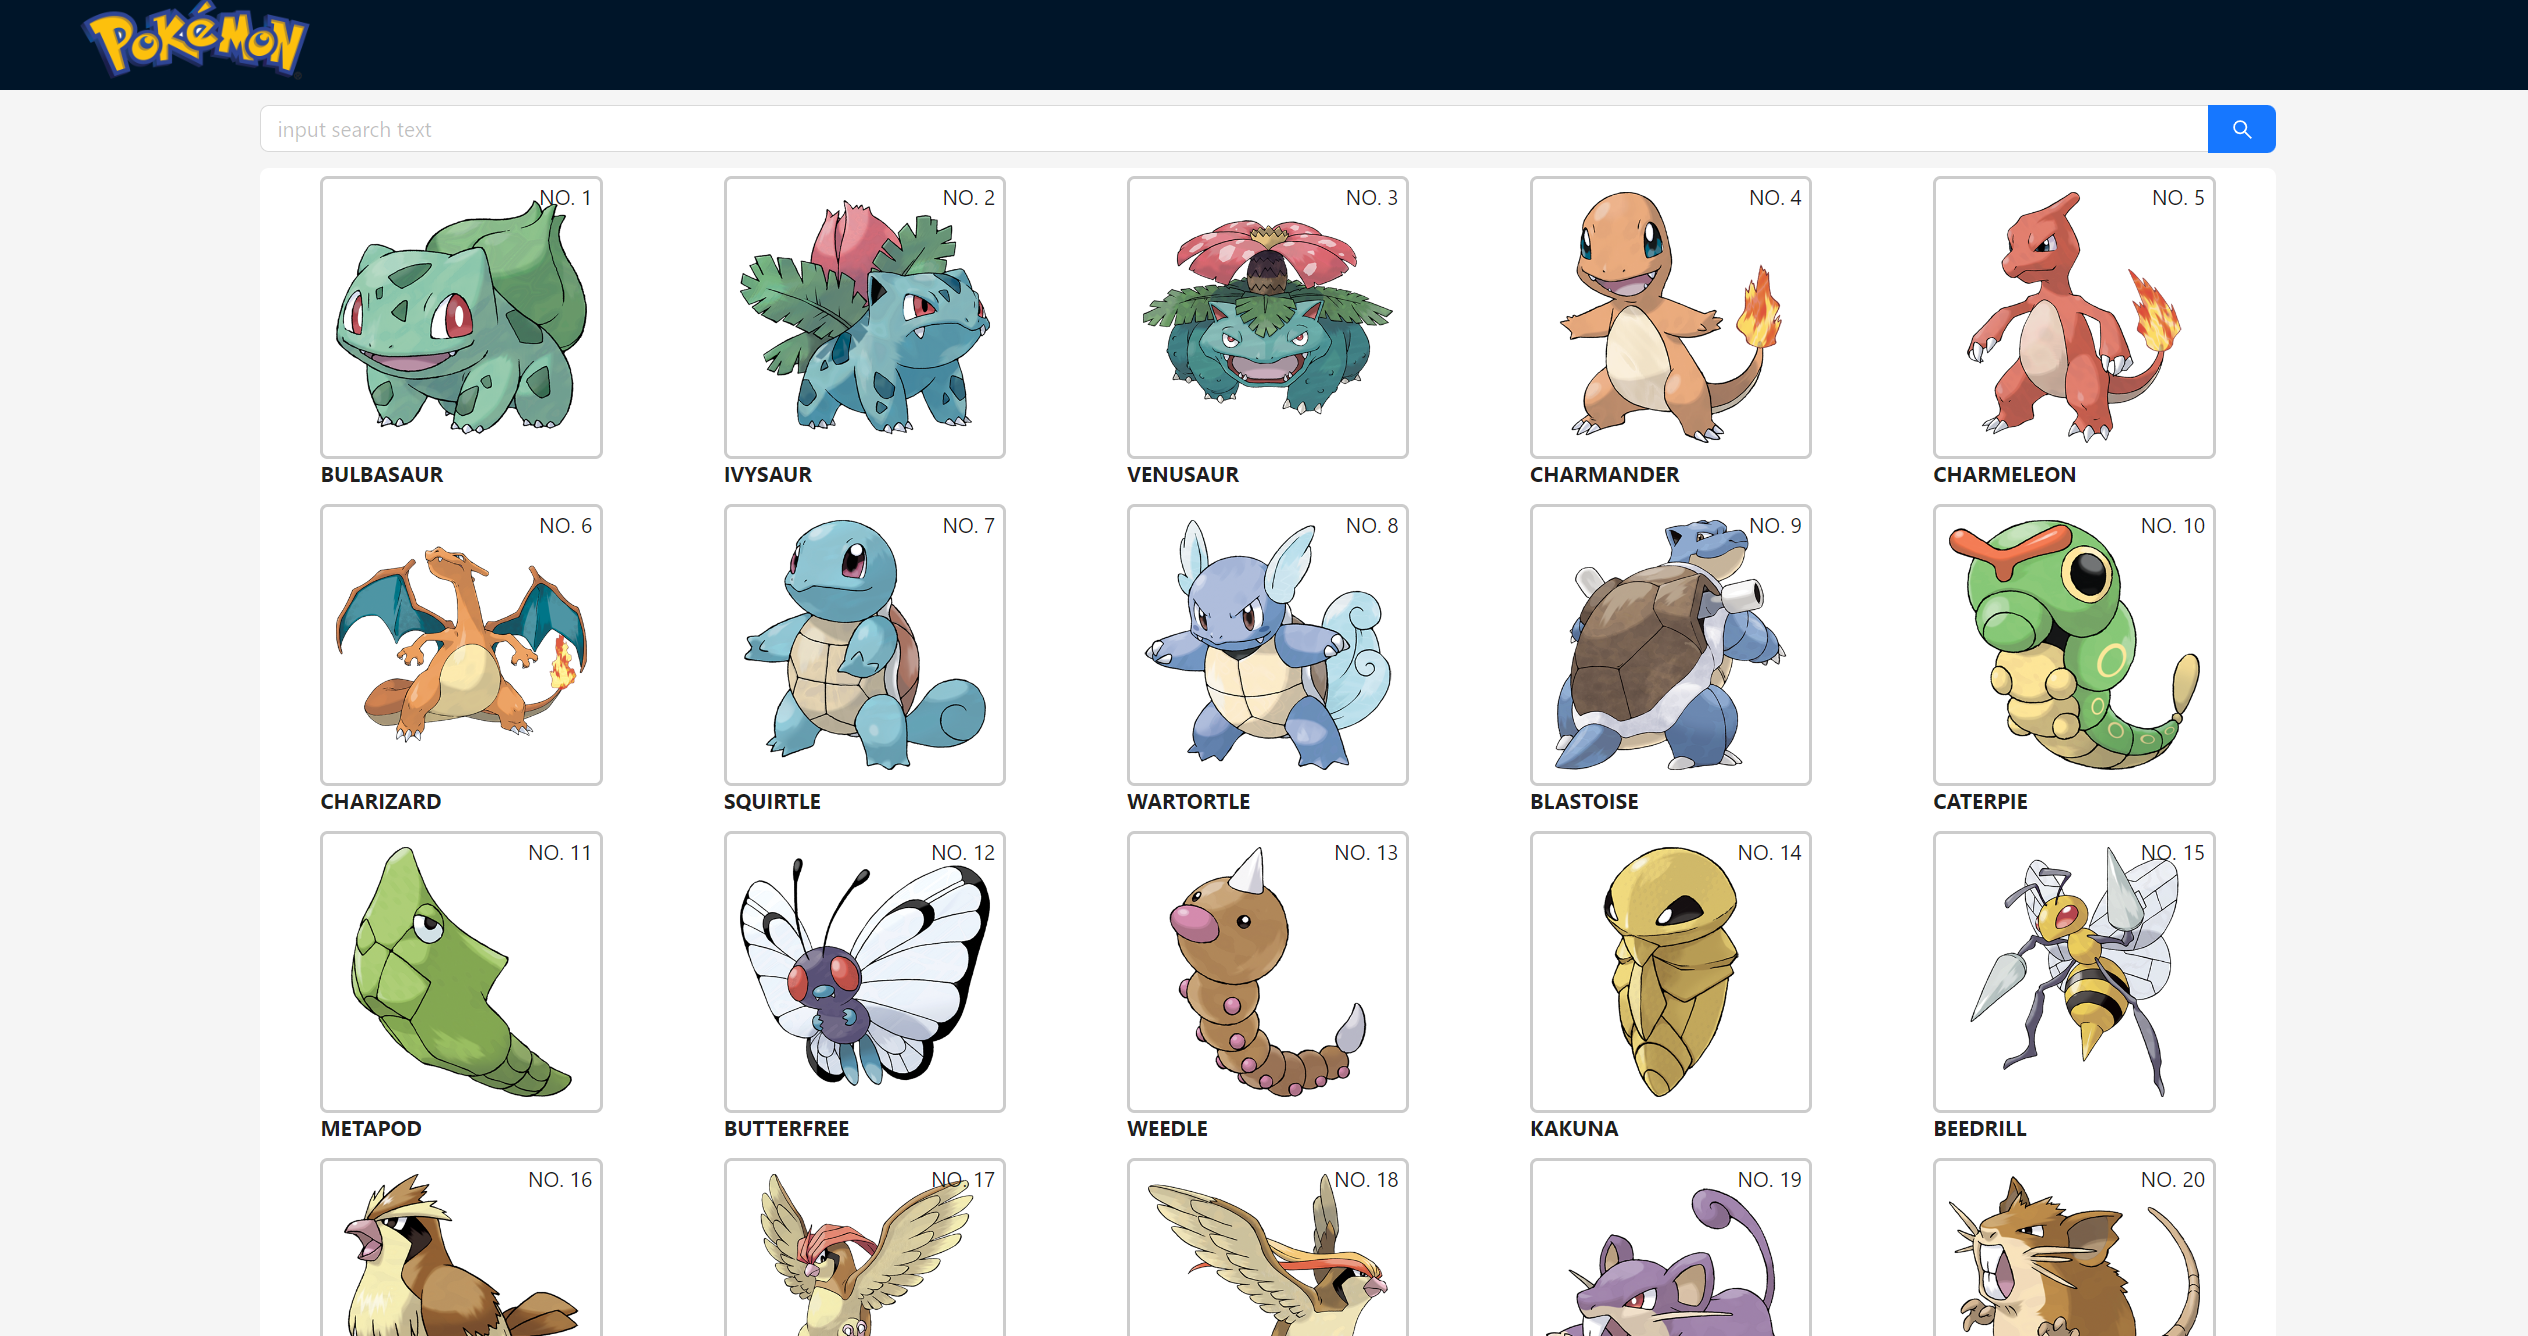 POKéMON
input search text
NO. 1
NO. 2
NO. 3
NO. 4
NO. 5
BULBASAUR
IVYSAUR
VENUSAUR
CHARMANDER
CHARMELEON
NO. 6
NO. 7
NO. 8
NO. 9
NO. 10
CHARIZARD
SQUIRTLE
WARTORTLE
BLASTOISE
CATERPIE
NO. 11
NO. 12
NO. 13
NO. 14
NO. 15
METAPOD
BUTTERFREE
WEEDLE
KAKUNA
BEEDRILL
NO. 16
NO. 17
NO. 18
NO. 19
NO. 20